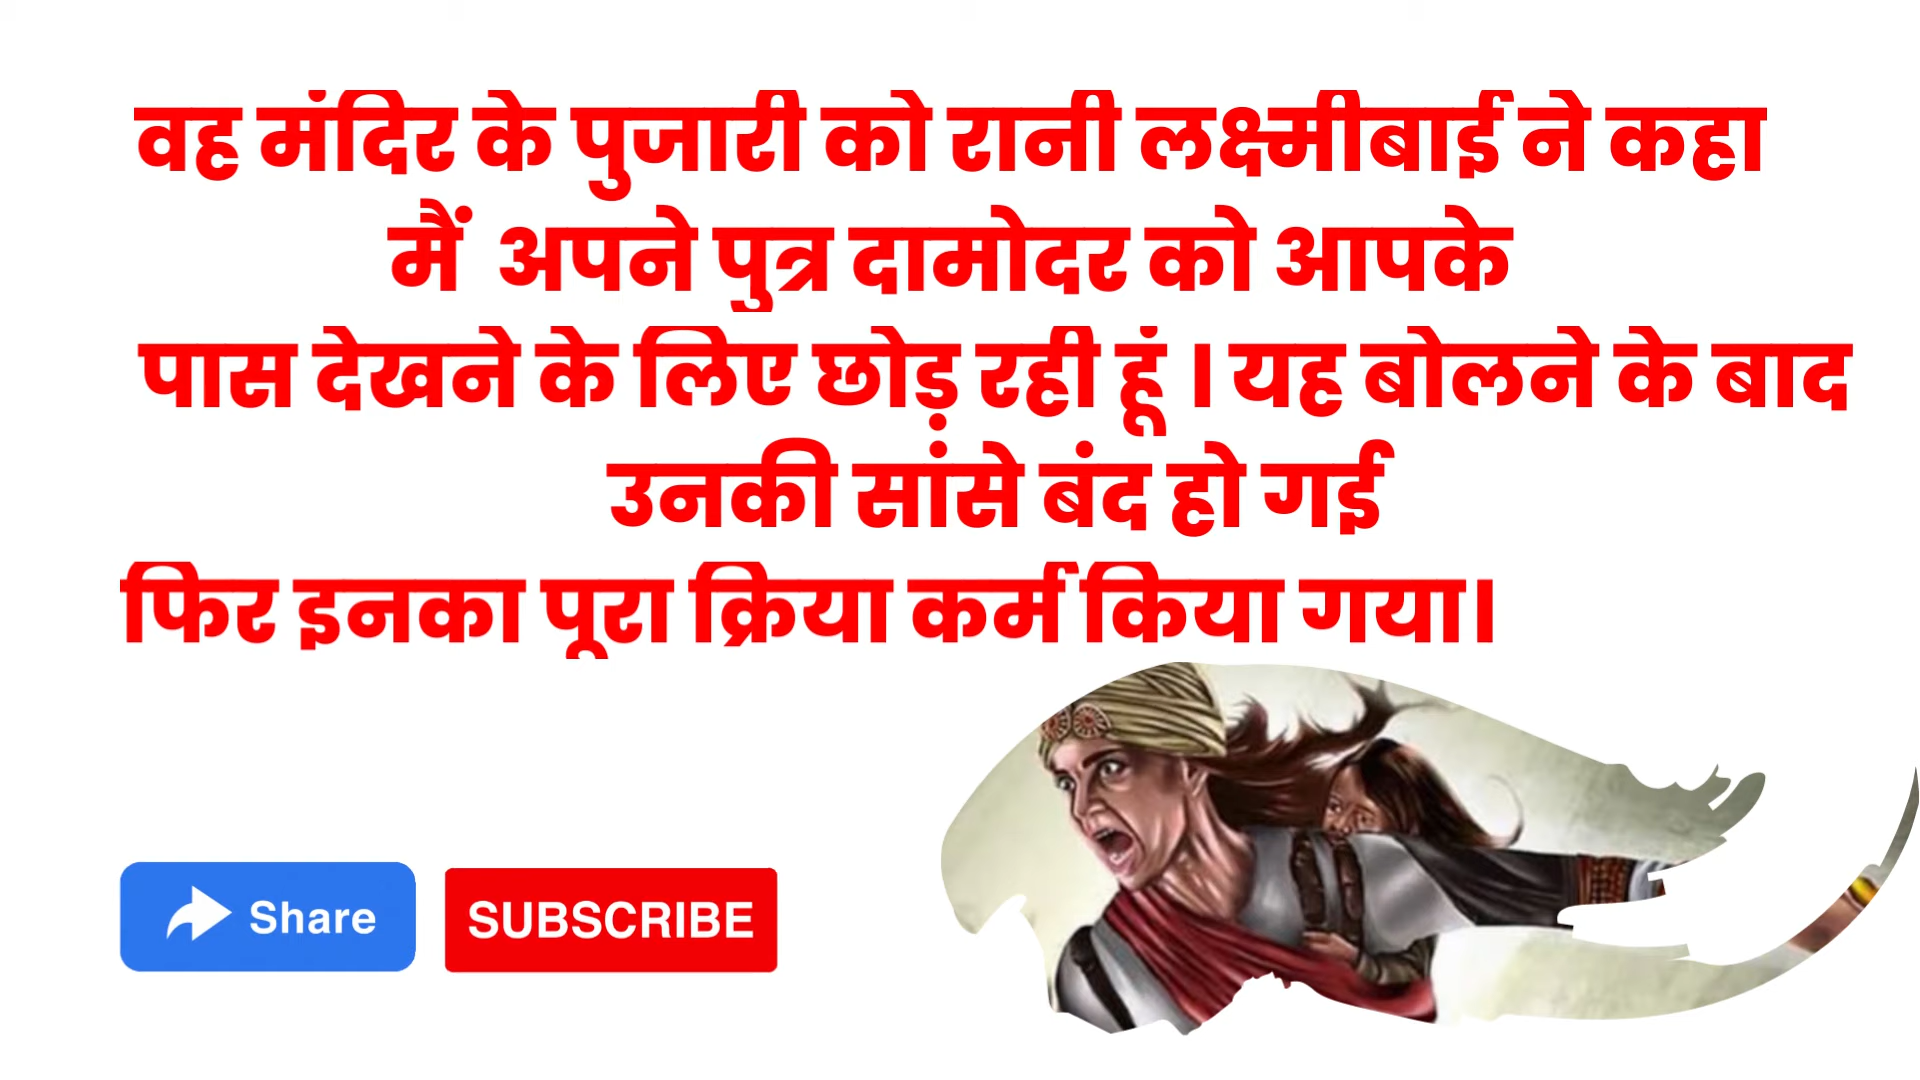 वह मंदिर के पुजारी को रानी लक्ष्मीबाई ने कहा
मैं अपने पुत्र दामोदर को आपके
पास देखने के लिए छोड़ रही हूं । यह बोलने के बाद
उनकी सांसे बंद हो गई
फिर इनका पूरा क्रिया कर्म किया गया।
Share
SUBSCRIBE